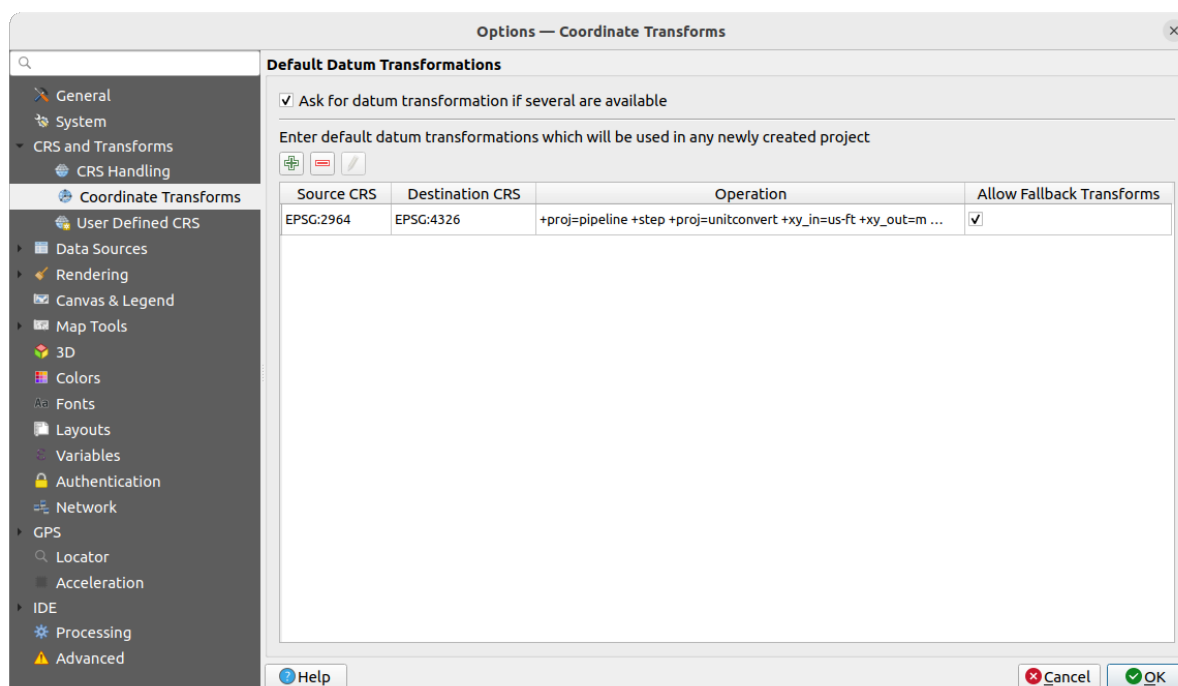 Options — Coordinate Transforms
General
System
CRS and Transforms
CRS Handling
Coordinate Transforms
User Defined CRS
Data Sources
Rendering
Canvas & Legend
Map Tools
3D
Colors
Fonts
Layouts
Variables
Authentication
Network
GPS
Locator
Acceleration
IDE
Processing
Advanced
Default Datum Transformations
Ask for datum transformation if several are available
Enter default datum transformations which will be used in any newly created project
Source CRS Destination CRS Operation Allow Fallback Transforms
EPSG:2964 EPSG:4326 +proj=pipeline +step +proj=unitconvert +xy_in=us-ft +xy_out=m ...
Help Cancel OK